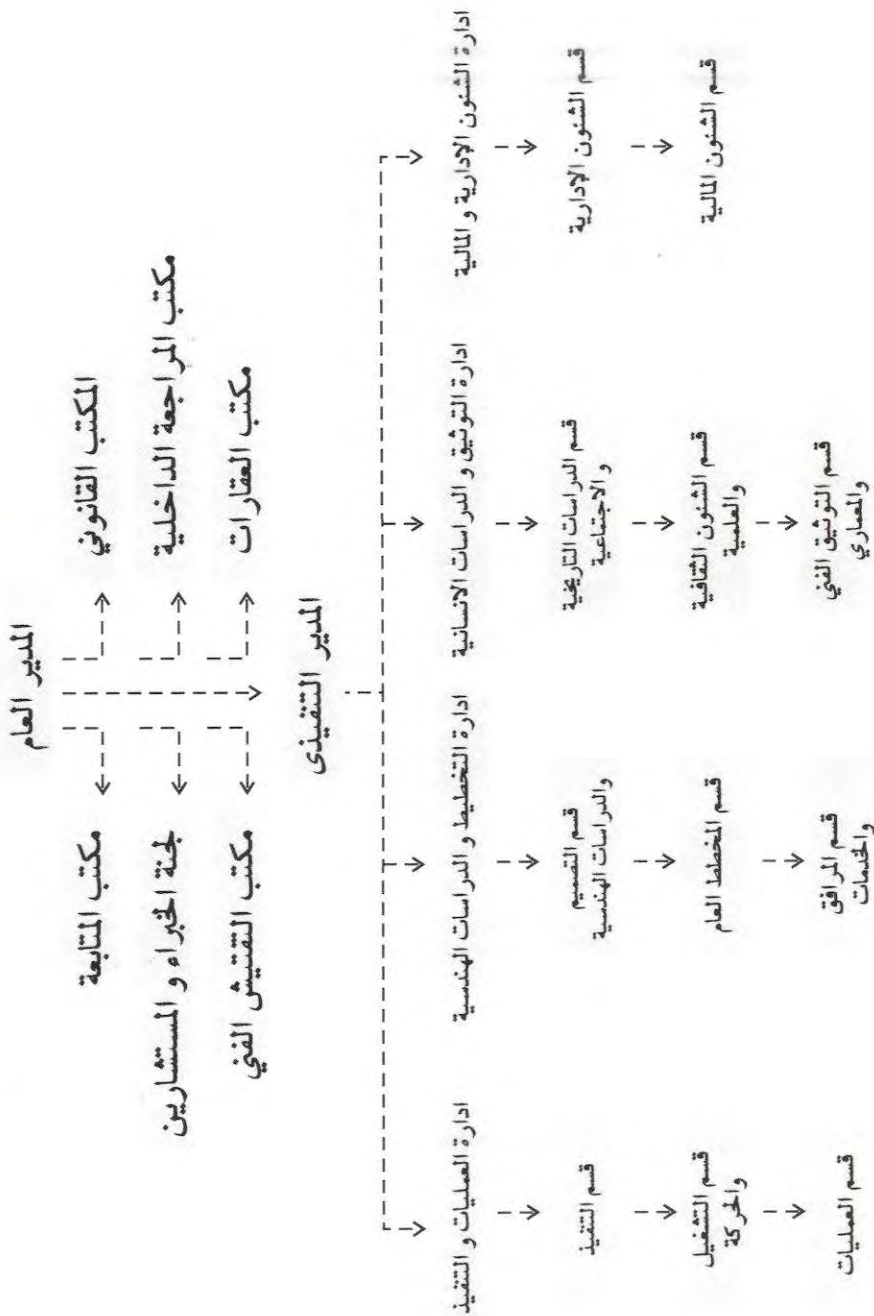 المدير العام
المكتب القانوني
مكتب المتابعة
مكتب المراجعة الداخلية
لجنة الخبراء و المستشارين
مكتب العقارات
مكتب التفتيش الفني
المدير التنفيذى
ادارة الشئون الإدارية و المالية
قسم الشئون الإدارية
قسم الشئون المالية
ادارة التوثيق و الدراسات الانسانية
قسم الدراسات التاريخية
والاجتماعية
قسم الشئون الثقافية
والعلمية
قسم التوثيق الفني
والمعماري
ادارة التخطيط و الدراسات الهندسية
قسم التصميم
والدراسات الهندسية
قسم المخطط العام
قسم المرافق
والخدمات
ادارة العمليات و التنفيذ
قسم التنفيذ
قسم التشغيل
والحركة
قسم العمليات